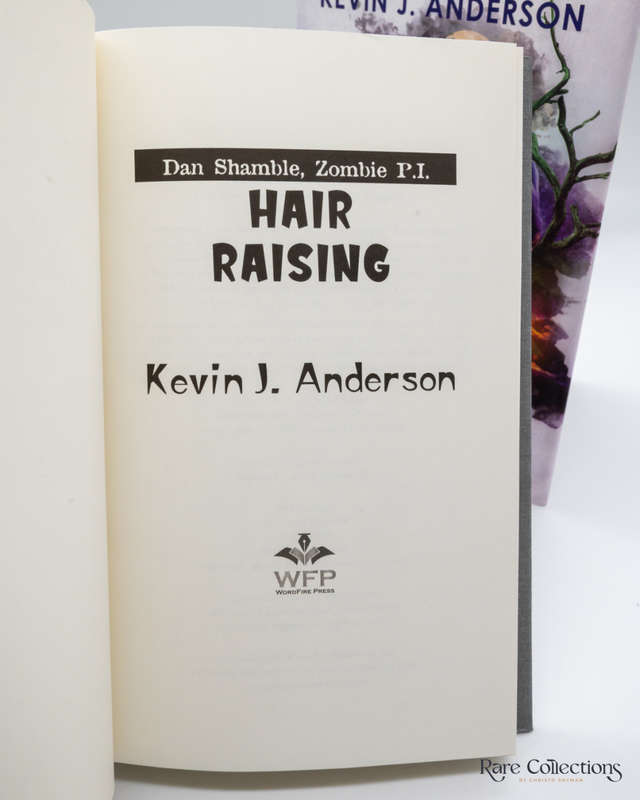 KEVIN J. ANDERSON
Dan Shamble, Zombie P.I.
HAIR
RAISING
Kevin J. Anderson
WFP
WORDFIRE PRESS
Rare Collections